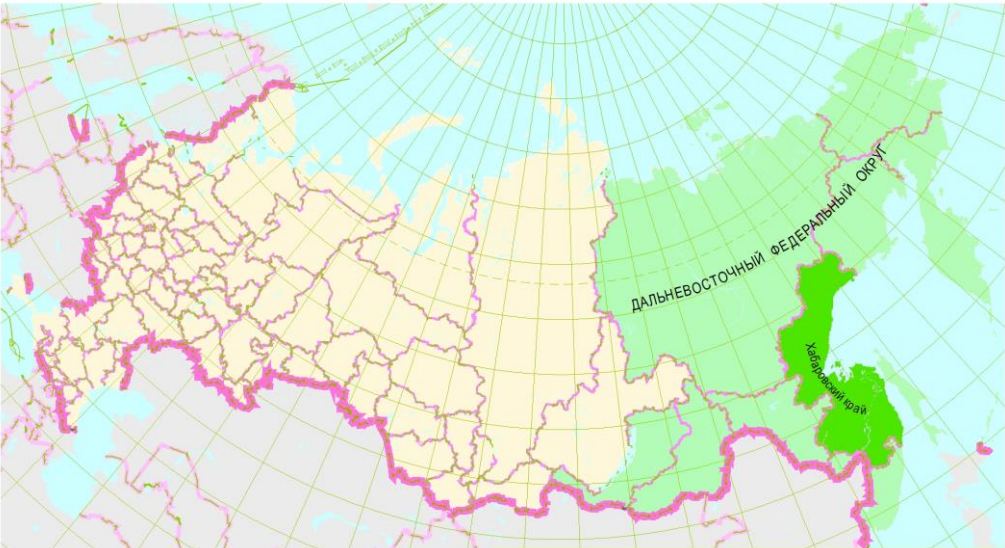 ДАЛЬНЕВОСТОЧНЫЙ ФЕДЕРАЛЬНЫЙ ОКРУГ
Хабаровский край